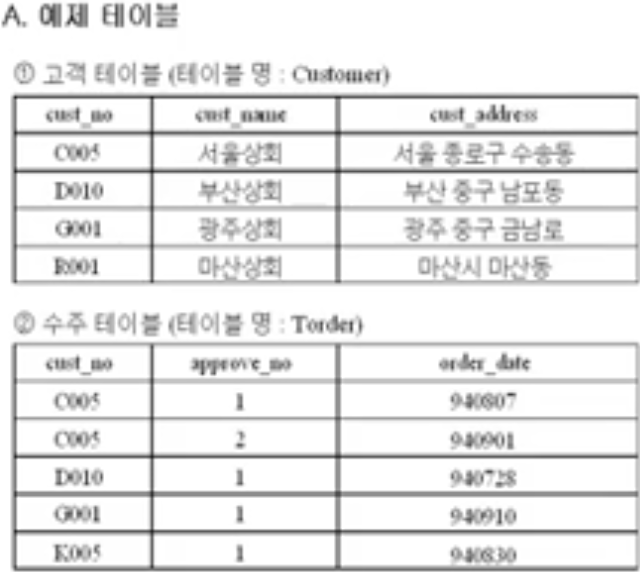 A. 예제 테이블
① 고객 테이블 (테이블 명 : Customer)
cust_no cust_name cust_address
C005 서울상회 서울 종로구 수송동
D010 부산상회 부산 중구 남포동
G001 광주상회 광주 중구 금남로
R001 마산상회 마산시 마산동
② 수주 테이블 (테이블 명 : Torder)
cust_no approve_no order_date
C005 1 940807
C005 2 940901
D010 1 940728
G001 1 940910
K005 1 940830